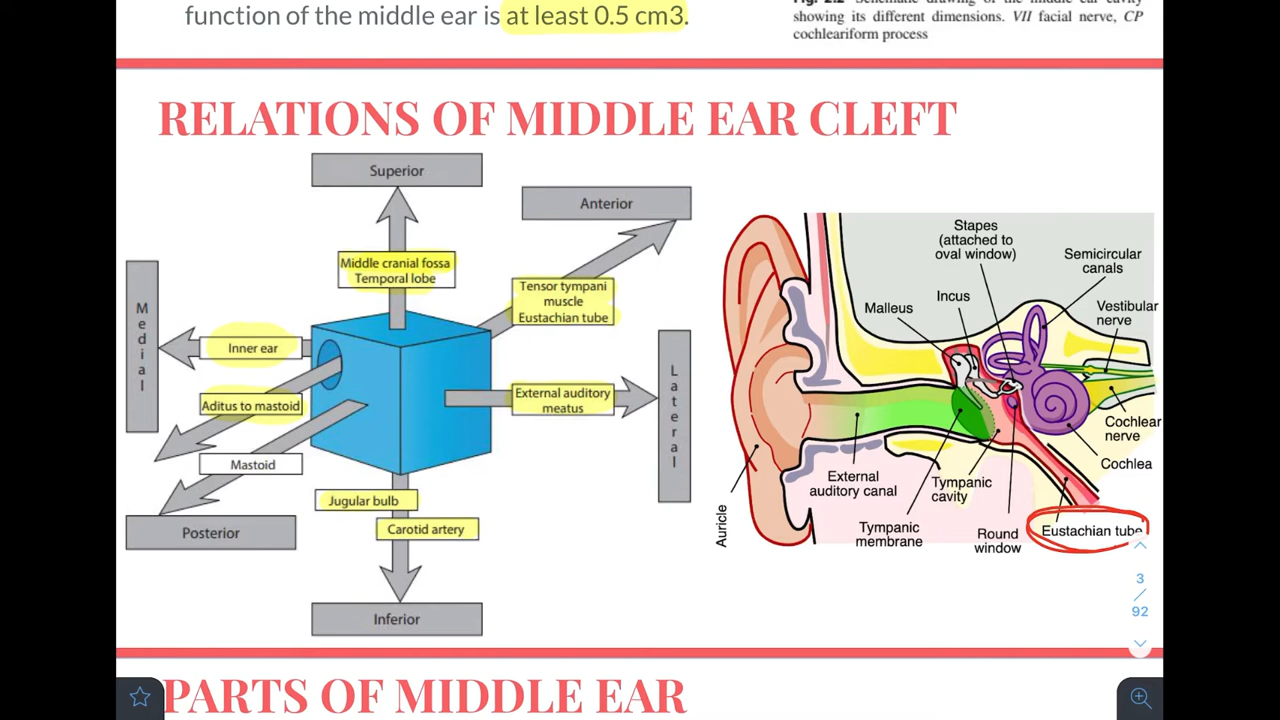 function of the middle ear is at least 0.5 cm3.
showing its different dimensions. VII facial nerve, CP
cochleariform process
RELATIONS OF MIDDLE EAR CLEFT
Superior
Anterior
Middle cranial fossa
Temporal lobe
Tensor tympani
muscle
Eustachian tube
Medial
Inner ear
Aditus to mastoid
External auditory
meatus
Lateral
Mastoid
Jugular bulb
Carotid artery
Posterior
Inferior
Stapes
(attached to
oval window)
Semicircular
canals
Malleus
Incus
Vestibular
nerve
Cochlear
nerve
Cochlea
External
auditory canal
Tympanic
cavity
Auricle
Tympanic
membrane
Round
window
Eustachian tube
3
/
92
PARTS OF MIDDLE EAR